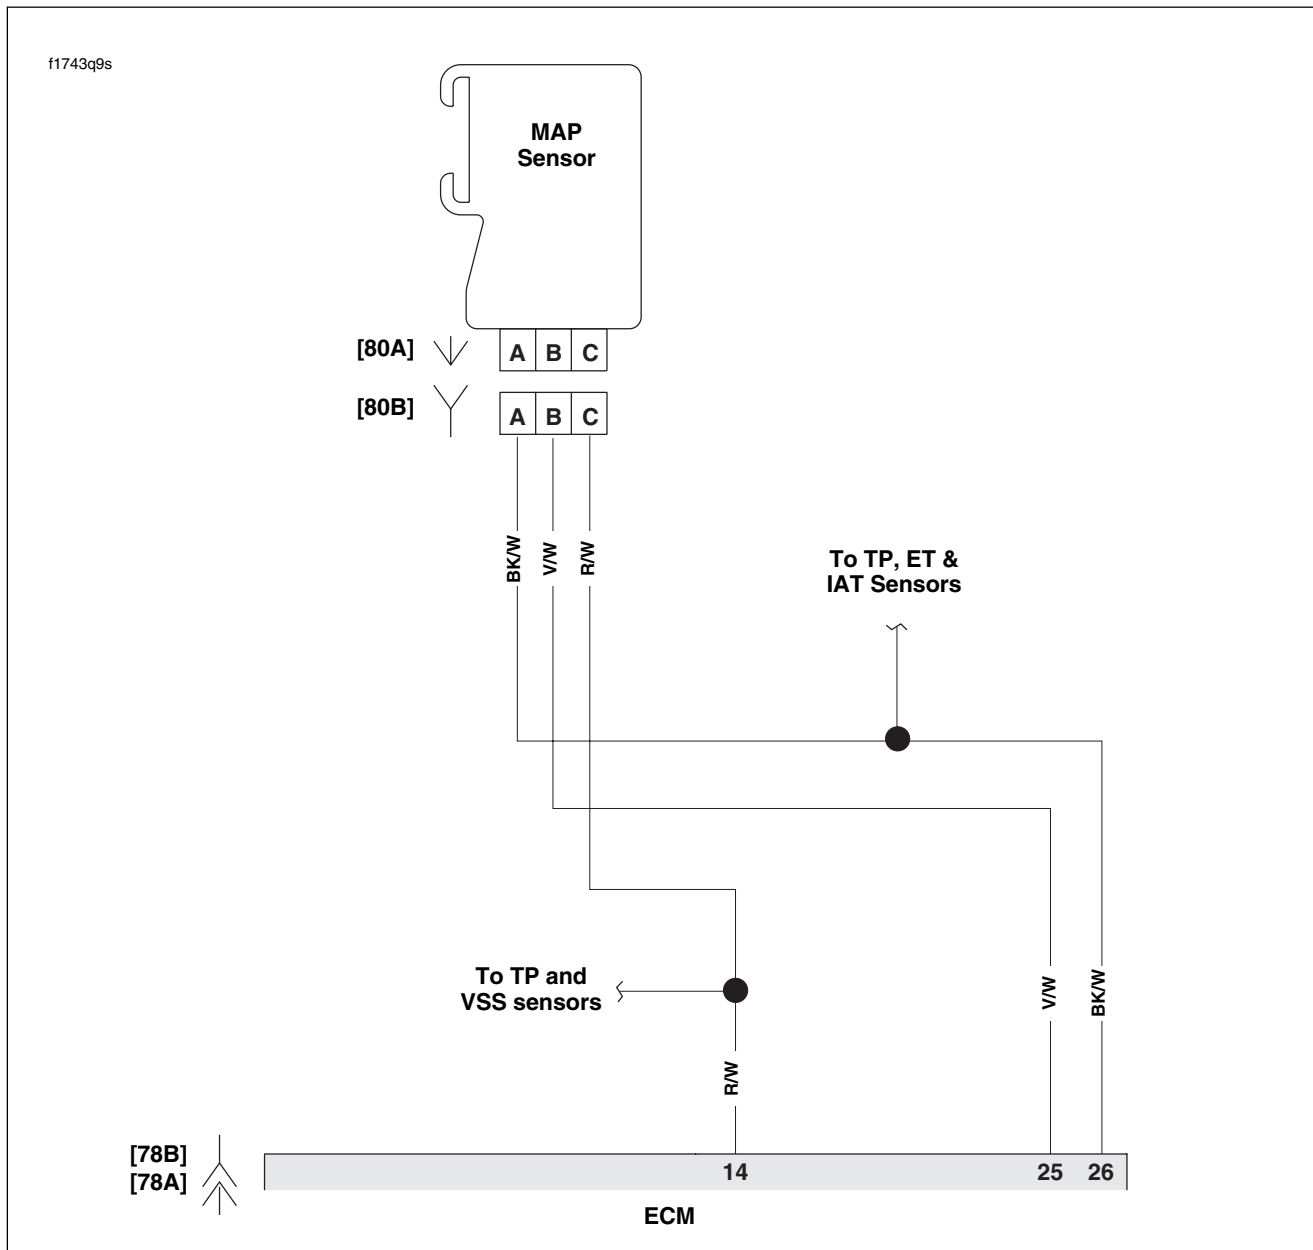 f1743q9s
MAP
Sensor
[80A]
A B C
[80B]
A B C
BK/W
V/W
R/W
To TP, ET &
IAT Sensors
To TP and
VSS sensors
V/W
BK/W
R/W
[78B]
[78A]
14 25 26
ECM